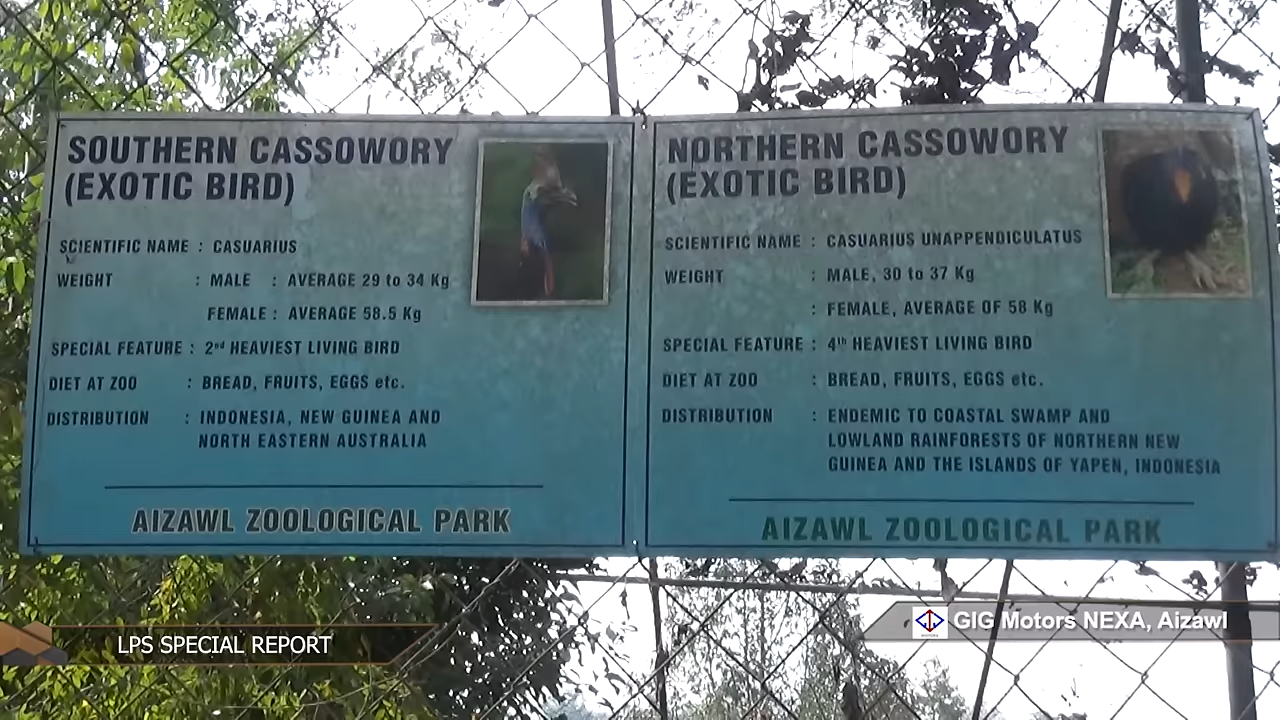 SOUTHERN CASSOWORY
(EXOTIC BIRD)
SCIENTIFIC NAME : CASUARIUS
WEIGHT : MALE : AVERAGE 29 to 34 Kg
FEMALE : AVERAGE 58.5 Kg
SPECIAL FEATURE : 2nd HEAVIEST LIVING BIRD
DIET AT ZOO : BREAD, FRUITS, EGGS etc.
DISTRIBUTION : INDONESIA, NEW GUINEA AND
NORTH EASTERN AUSTRALIA
AIZAWL ZOOLOGICAL PARK
NORTHERN CASSOWORY
(EXOTIC BIRD)
SCIENTIFIC NAME : CASUARIUS UNAPPENDICULATUS
WEIGHT : MALE, 30 to 37 Kg
: FEMALE, AVERAGE OF 58 Kg
SPECIAL FEATURE : 4th HEAVIEST LIVING BIRD
DIET AT ZOO : BREAD, FRUITS, EGGS etc.
DISTRIBUTION : ENDEMIC TO COASTAL SWAMP AND
LOWLAND RAINFORESTS OF NORTHERN NEW
GUINEA AND THE ISLANDS OF YAPEN, INDONESIA
AIZAWL ZOOLOGICAL PARK
LPS SPECIAL REPORT
GIG Motors NEXA, Aizawl